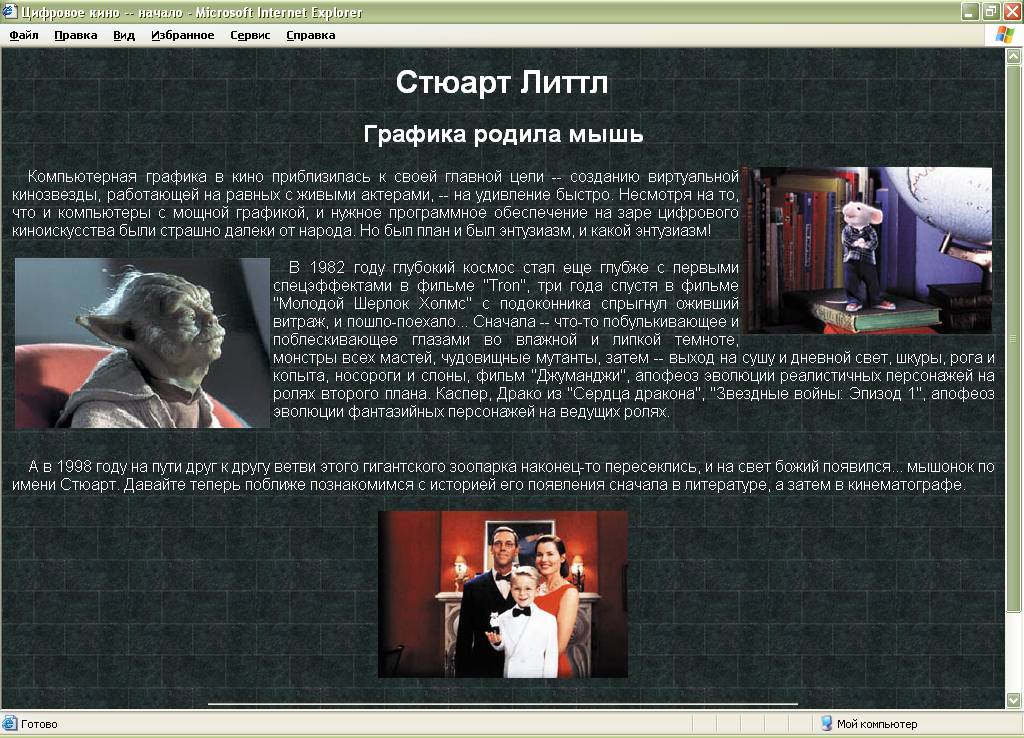 Цифровое кино -- начало - Microsoft Internet Explorer
Файл Правка Вид Избранное Сервис Справка
Стюарт Литтл
Графика родила мышь
Компьютерная графика в кино приблизилась к своей главной цели -- созданию виртуальной
кинозвезды, работающей на равных с живыми актерами, -- на удивление быстро. Несмотря на то,
что и компьютеры с мощной графикой, и нужное программное обеспечение на заре цифрового
киноискусства были страшно далеки от народа. Но был план и был энтузиазм, и какой энтузиазм!
В 1982 году глубокий космос стал еще глубже с первыми
спецэффектами в фильме "Tron", три года спустя в фильме
"Молодой Шерлок Холмс" с подоконника спрыгнул оживший
витраж, и пошло-поехало... Сначала -- что-то побулькивающее и
поблескивающее глазами во влажной и липкой темноте,
монстры всех мастей, чудовищные мутанты, затем -- выход на сушу и дневной свет, шкуры, рога и
копыта, носороги и слоны, фильм "Джуманджи", апофеоз эволюции реалистичных персонажей на
ролях второго плана. Каспер, Драко из "Сердца дракона", "Звездные войны: Эпизод 1", апофеоз
эволюции фантазийных персонажей на ведущих ролях.
А в 1998 году на пути друг к другу ветви этого гигантского зоопарка наконец-то пересеклись, и на свет божий появился... мышонок по
имени Стюарт. Давайте теперь поближе познакомимся с историей его появления сначала в литературе, а затем в кинематографе.
Готово
Мой компьютер